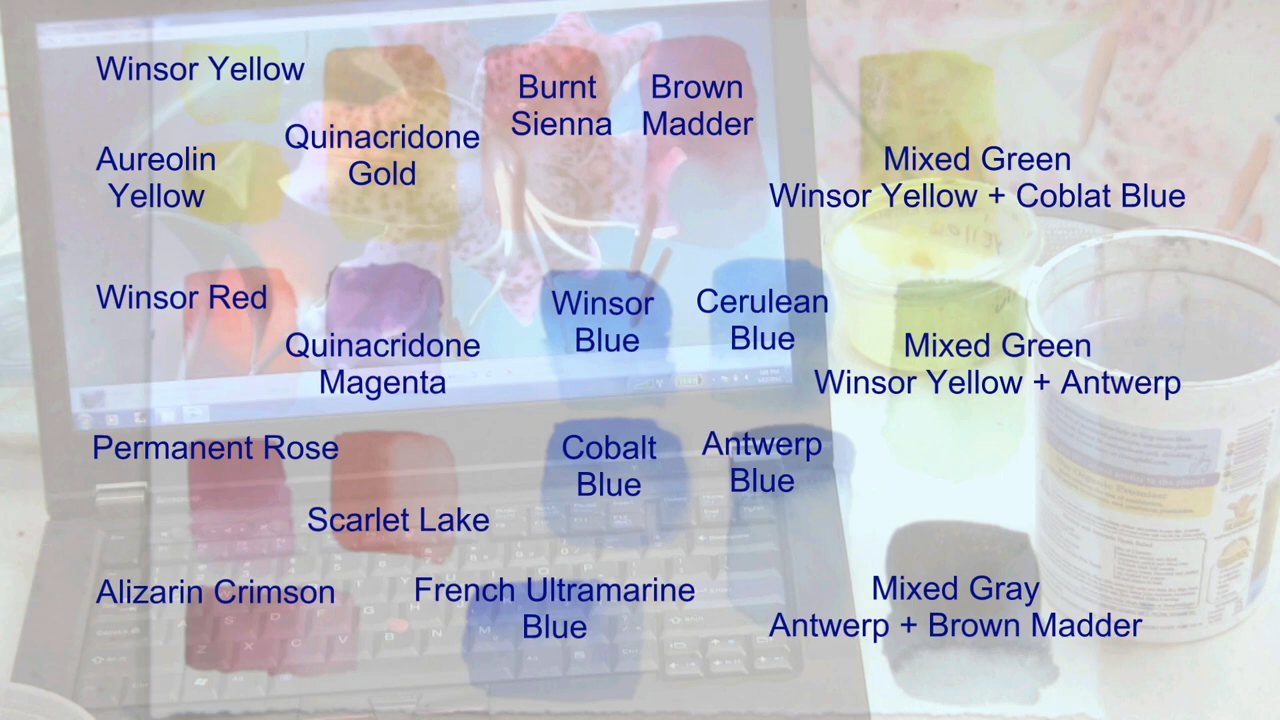 Winsor Yellow
Aureolin
Yellow
Quinacridone
Gold
Burnt
Sienna
Brown
Madder
Mixed Green
Winsor Yellow + Coblat Blue
Winsor Red
Quinacridone
Magenta
Winsor
Blue
Cerulean
Blue
Mixed Green
Winsor Yellow + Antwerp
Permanent Rose
Scarlet Lake
Cobalt
Blue
Antwerp
Blue
Alizarin Crimson
French Ultramarine
Blue
Mixed Gray
Antwerp + Brown Madder
YELLOW